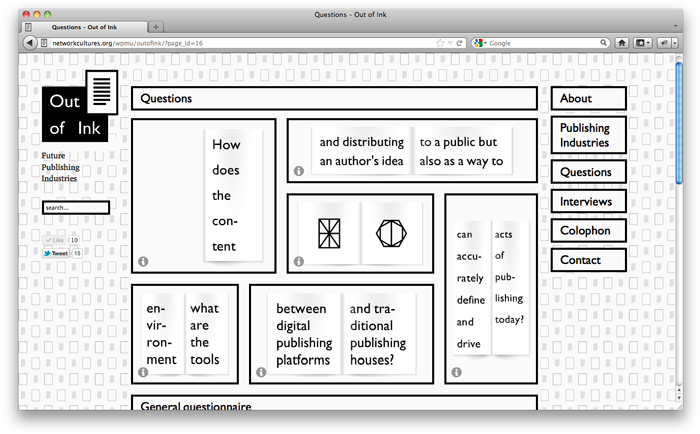 Questions – Out of Ink
Questions – Out of Ink
networkcultures.org/wpmu/outofink/?page_id=16
Google
Out
of Ink
Future
Publishing
Industries
search...
Like 10
Tweet 15
Questions
How
does
the
con-
tent
and distributing
an author's idea
to a public but
also as a way to
can
accu-
rately
define
and
drive
acts
of
pub-
lishing
today?
en-
vir-
ron-
ment
what
are
the
tools
between
digital
publishing
platforms
and tra-
ditional
publishing
houses?
General questionnaire
About
Publishing
Industries
Questions
Interviews
Colophon
Contact